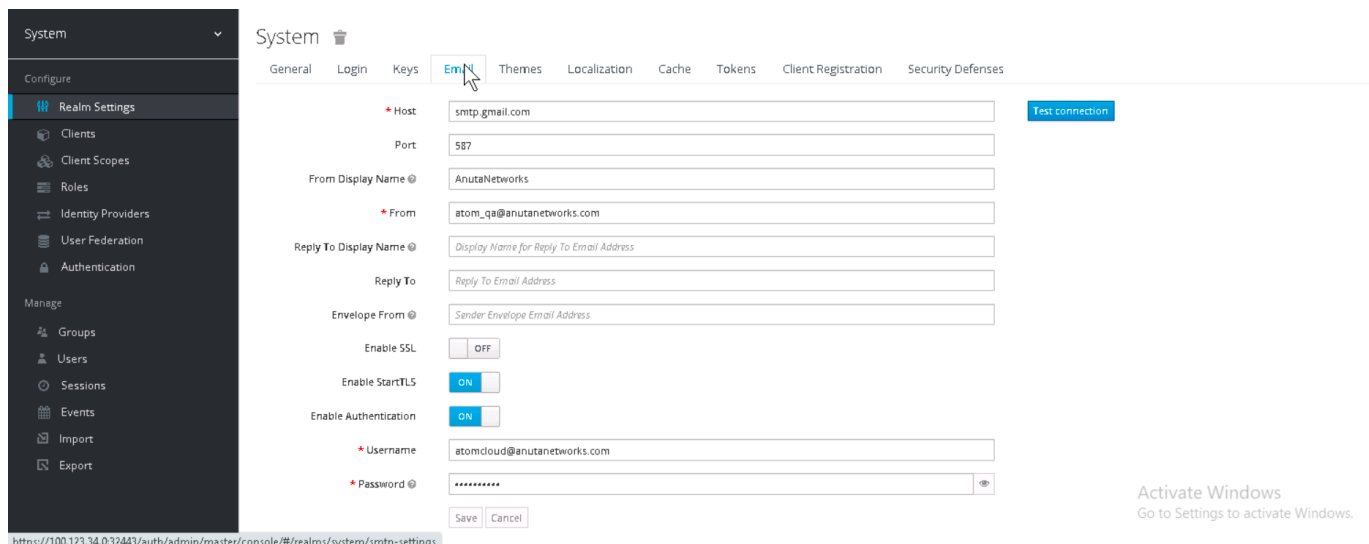 System
Configure
Realm Settings
Clients
Client Scopes
Roles
Identity Providers
User Federation
Authentication
Manage
Groups
Users
Sessions
Events
Import
Export
System
General Login Keys Email Themes Localization Cache Tokens Client Registration Security Defenses
* Host smtp.gmail.com Test connection
Port 587
From Display Name AnutaNetworks
* From atom_qa@anutanetworks.com
Reply To Display Name Display Name for Reply To Email Address
Reply To Reply To Email Address
Envelope From Sender Envelope Email Address
Enable SSL OFF
Enable StartTLS ON
Enable Authentication ON
* Username atomcloud@anutanetworks.com
* Password ••••••••••
Save Cancel
Activate Windows
Go to Settings to activate Windows.
https://100.123.34.0:32443/auth/admin/master/console/#/realms/system/smtp-settings